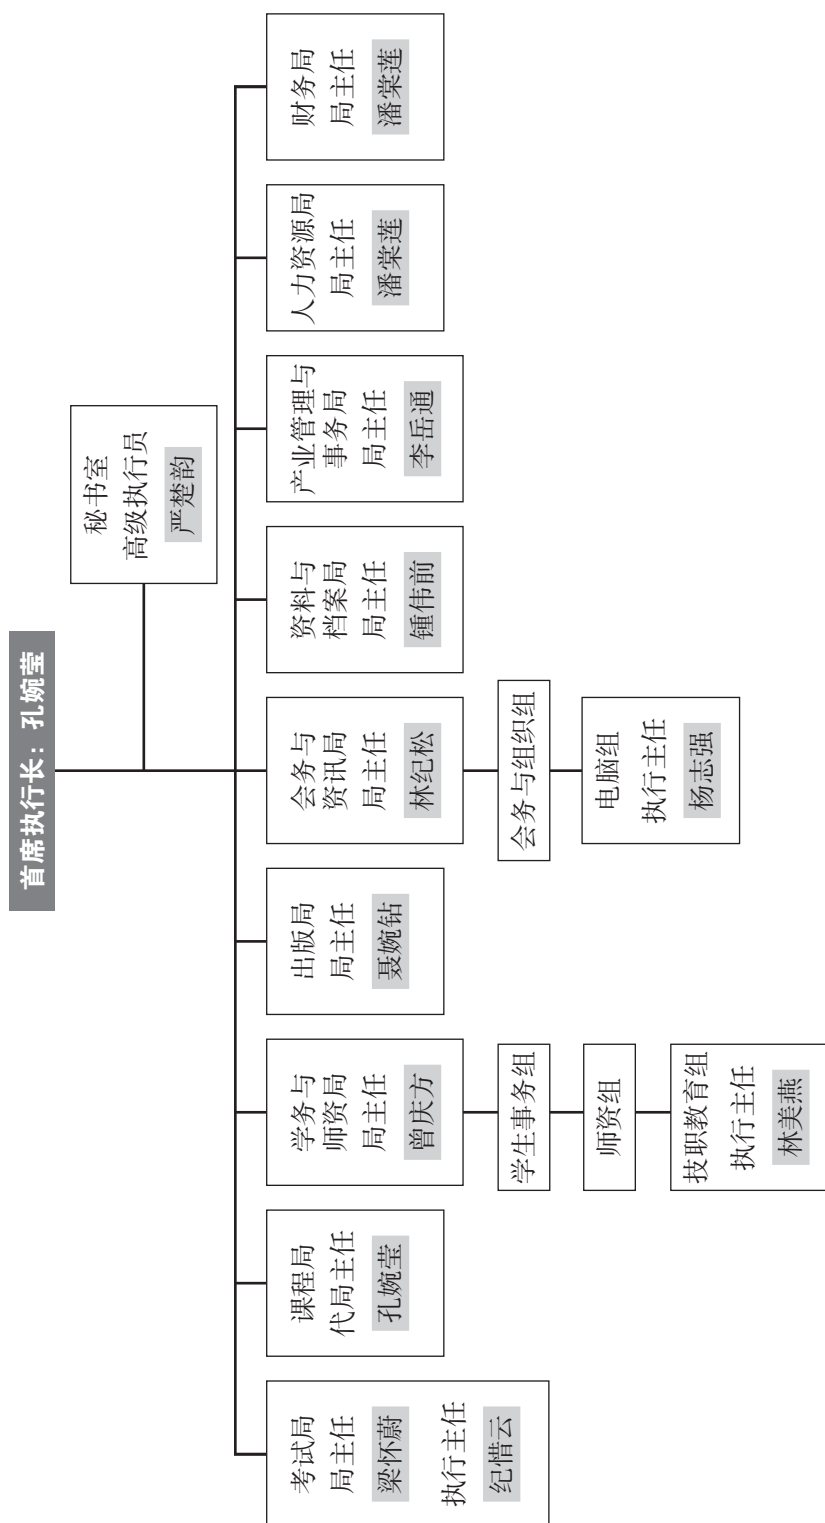 首席执行长：孔婉莹
秘书室
高级执行员
严楚韵
考试局
局主任
梁怀蔚
执行主任
纪惜云
课程局
代局主任
孔婉莹
学务与
师资局
局主任
曾庆方
学生事务组
师资组
技职教育组
执行主任
林美燕
出版局
局主任
聂婉钻
会务与
资讯局
局主任
林纪松
会务与组织组
电脑组
执行主任
杨志强
资料与
档案局
局主任
锺伟前
产业管理与
事务局
局主任
李岳通
人力资源局
局主任
潘棠莲
财务局
局主任
潘棠莲